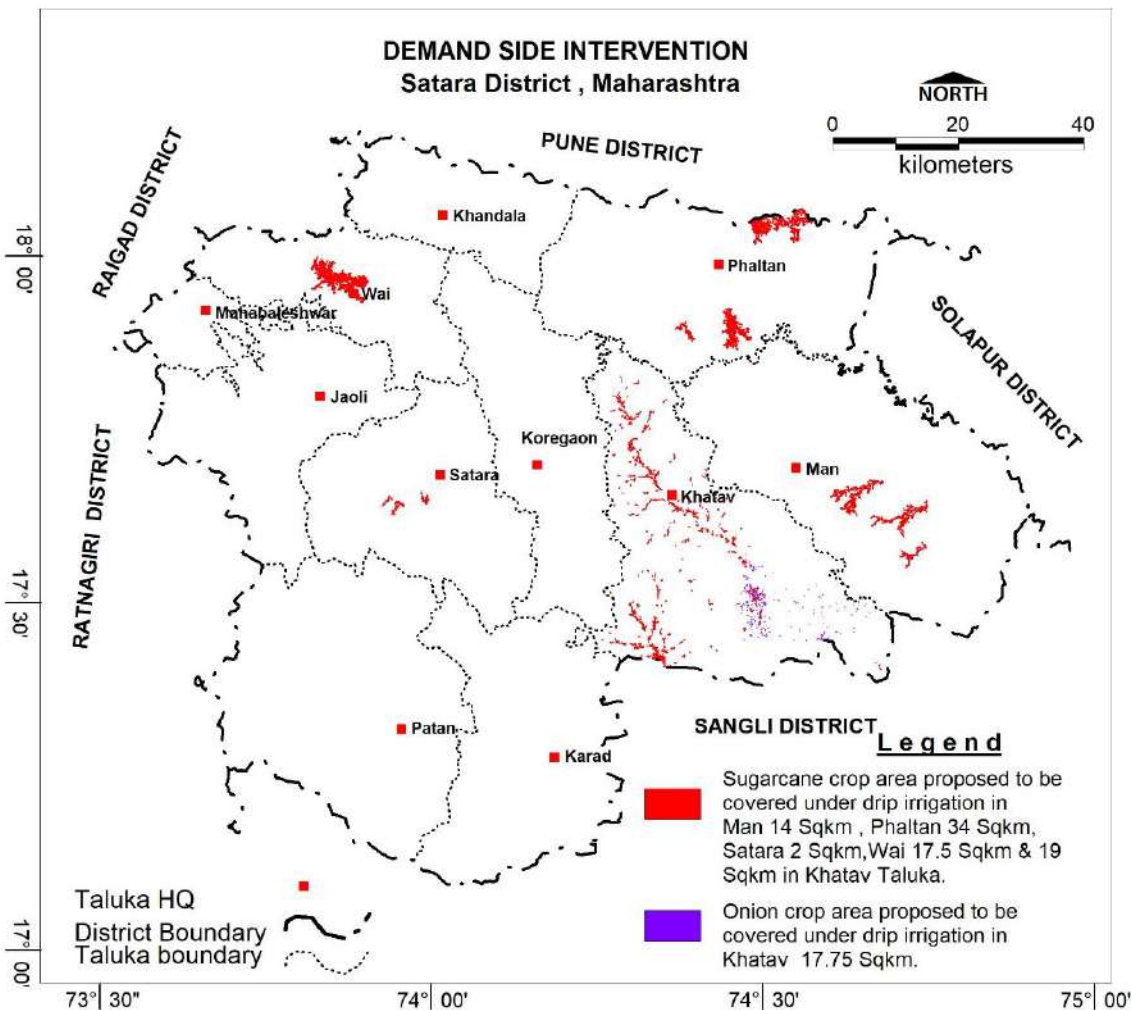 DEMAND SIDE INTERVENTION
Satara District , Maharashtra
NORTH
0 20 40
kilometers
PUNE DISTRICT
RAIGAD DISTRICT
SOLAPUR DISTRICT
RATNAGIRI DISTRICT
SANGLI DISTRICT
Khandala
Phaltan
Wai
Mahabaleshwar
Jaoli
Koregaon
Satara
Man
Khatav
Patan
Karad
18° 00'
17° 30'
17° 00'
Legend
Sugarcane crop area proposed to be
covered under drip irrigation in
Man 14 Sqkm , Phaltan 34 Sqkm,
Satara 2 Sqkm,Wai 17.5 Sqkm & 19
Sqkm in Khatav Taluka.
Onion crop area proposed to be
covered under drip irrigation in
Khatav 17.75 Sqkm.
Taluka HQ
District Boundary
Taluka boundary
73° 30' 74° 00' 74° 30' 75° 00'